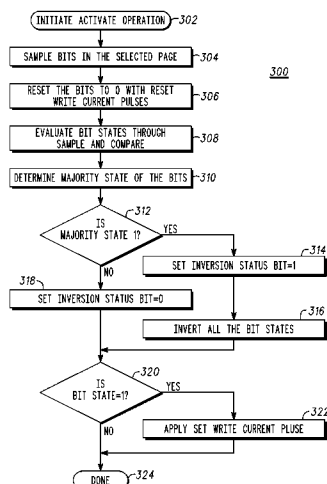 INITIATE ACTIVATE OPERATION 302
SAMPLE BITS IN THE SELECTED PAGE 304
300
RESET THE BITS TO 0 WITH RESET
WRITE CURRENT PULSES
306
EVALUATE BIT STATES THROUGH
SAMPLE AND COMPARE
308
DETERMINE MAJORITY STATE OF THE BITS 310
312
IS
MAJORITY STATE 1?
YES
NO
314
SET INVERSION STATUS BIT=1
318
SET INVERSION STATUS BIT=0
316
INVERT ALL THE BIT STATES
320
IS
BIT STATE=1?
YES
NO
322
APPLY SET WRITE CURRENT PLUSE
DONE 324